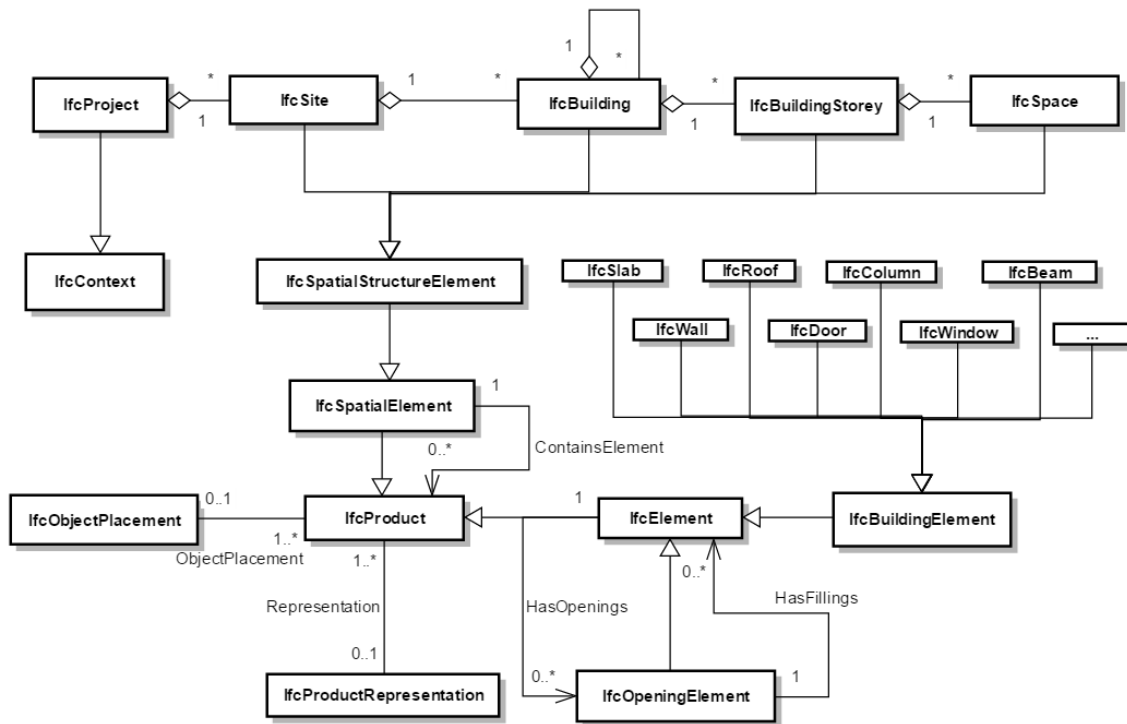 1
*
IfcProject
*
1
IfcSite
1
*
IfcBuilding
*
1
IfcBuildingStorey
*
1
IfcSpace
IfcContext
IfcSpatialStructureElement
IfcSlab
IfcRoof
IfcColumn
IfcBeam
IfcWall
IfcDoor
IfcWindow
...
IfcSpatialElement
1
0..*
ContainsElement
IfcObjectPlacement
0..1
1..*
ObjectPlacement
IfcProduct
1..*
1
IfcElement
0..*
IfcBuildingElement
Representation
HasOpenings
HasFillings
0..1
0..*
IfcProductRepresentation
IfcOpeningElement
1